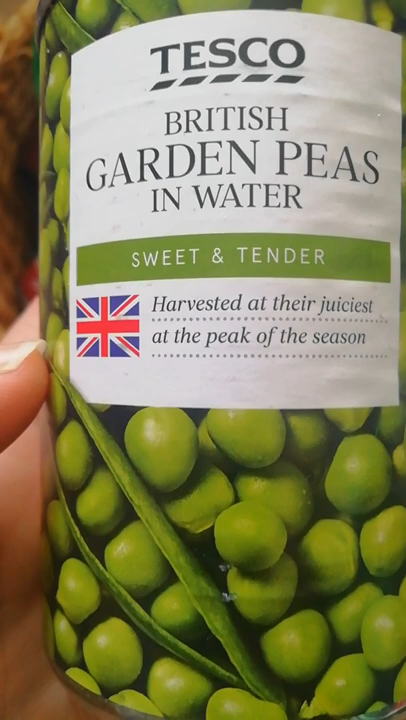 TESCO
BRITISH
GARDEN PEAS
IN WATER
SWEET & TENDER
Harvested at their juiciest
at the peak of the season